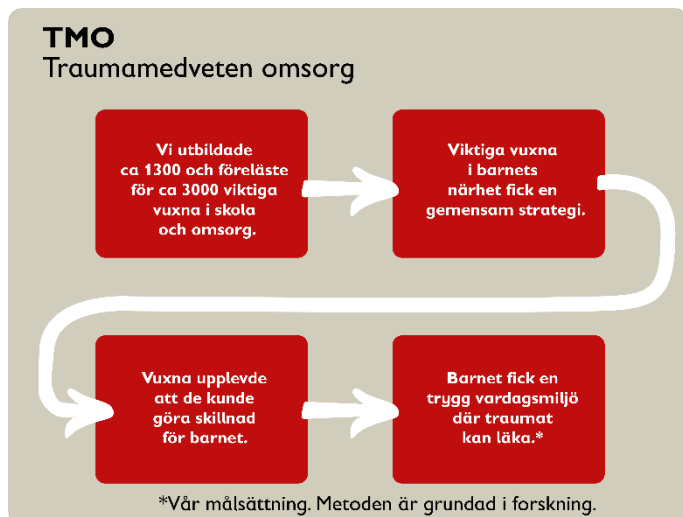 TMO
Traumamedveten omsorg
Vi utbildade
ca 1300 och föreläste
för ca 3000 viktiga
vuxna i skola
och omsorg.
Viktiga vuxna
i barnets
närhet fick en
gemensam strategi.
Vuxna upplevde
att de kunde
göra skillnad
för barnet.
Barnet fick en
trygg vardagsmiljö
där traumat
kan läka.*
*Vår målsättning. Metoden är grundad i forskning.